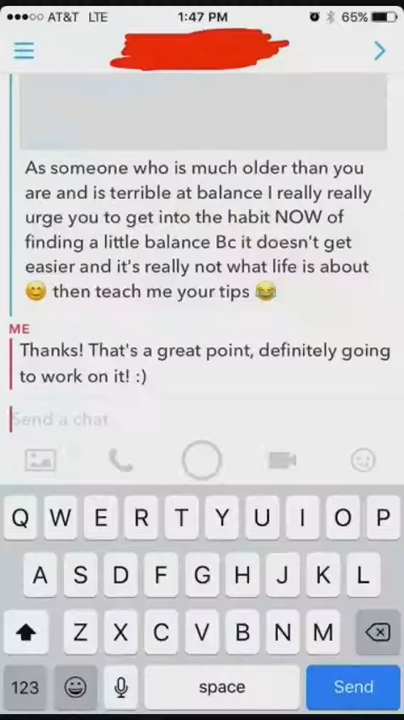 AT&T LTE 1:47 PM 65%
As someone who is much older than you
are and is terrible at balance I really really
urge you to get into the habit NOW of
finding a little balance Bc it doesn't get
easier and it's really not what life is about
😊 then teach me your tips 😂
ME
Thanks! That's a great point, definitely going
to work on it! :)
Send a chat
Q W E R T Y U I O P
A S D F G H J K L
Z X C V B N M
123 space Send